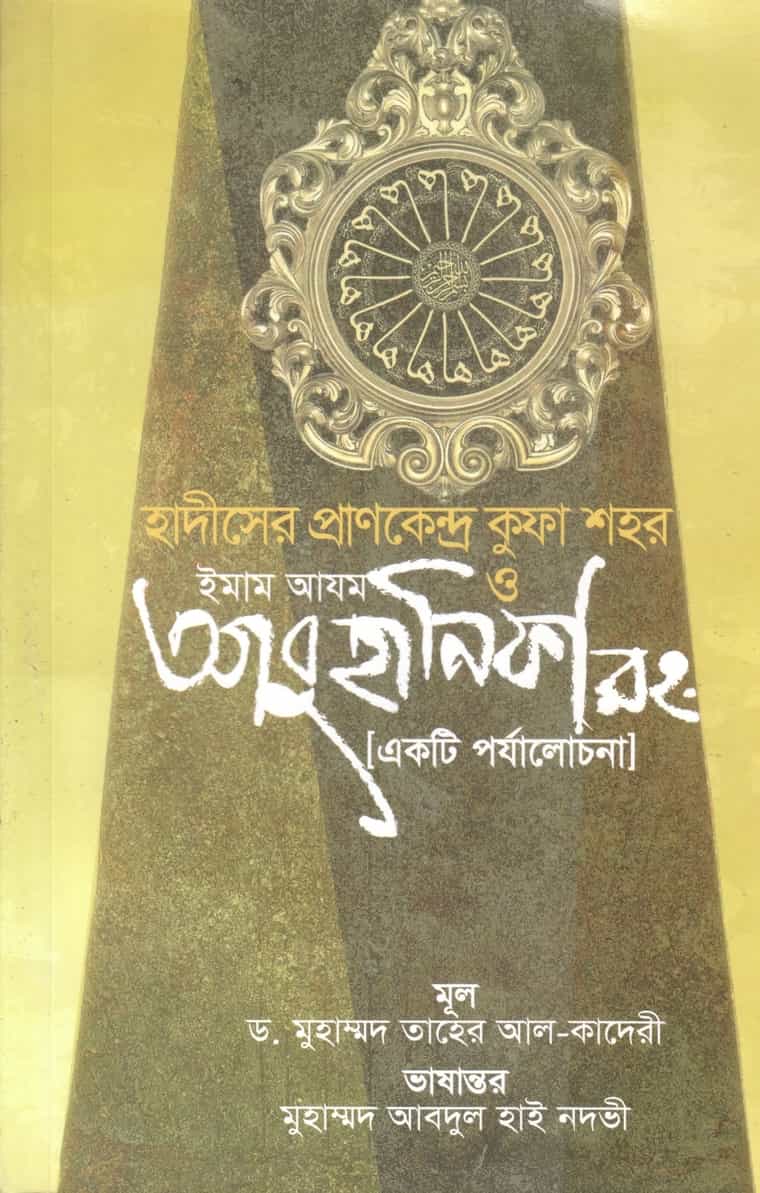 হাদীসের প্রাণকেন্দ্র কুফা শহর
ও
ইমাম আযম
আবু হানিফা রহ.
[একটি পর্যালোচনা]
মূল
ড. মুহাম্মদ তাহের আল-কাদেরী
ভাষান্তর
মুহাম্মদ আবদুল হাই নদভী